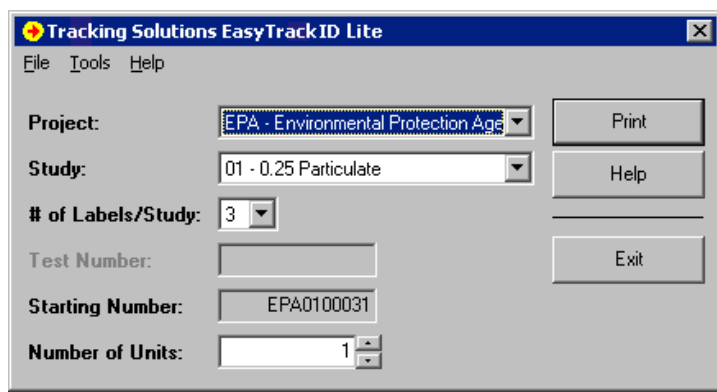 Tracking Solutions EasyTrackID Lite
File Tools Help
Project: EPA - Environmental Protection Age Print
Study: 01 - 0.25 Particulate Help
# of Labels/Study: 3
Test Number: Exit
Starting Number: EPA0100031
Number of Units: 1